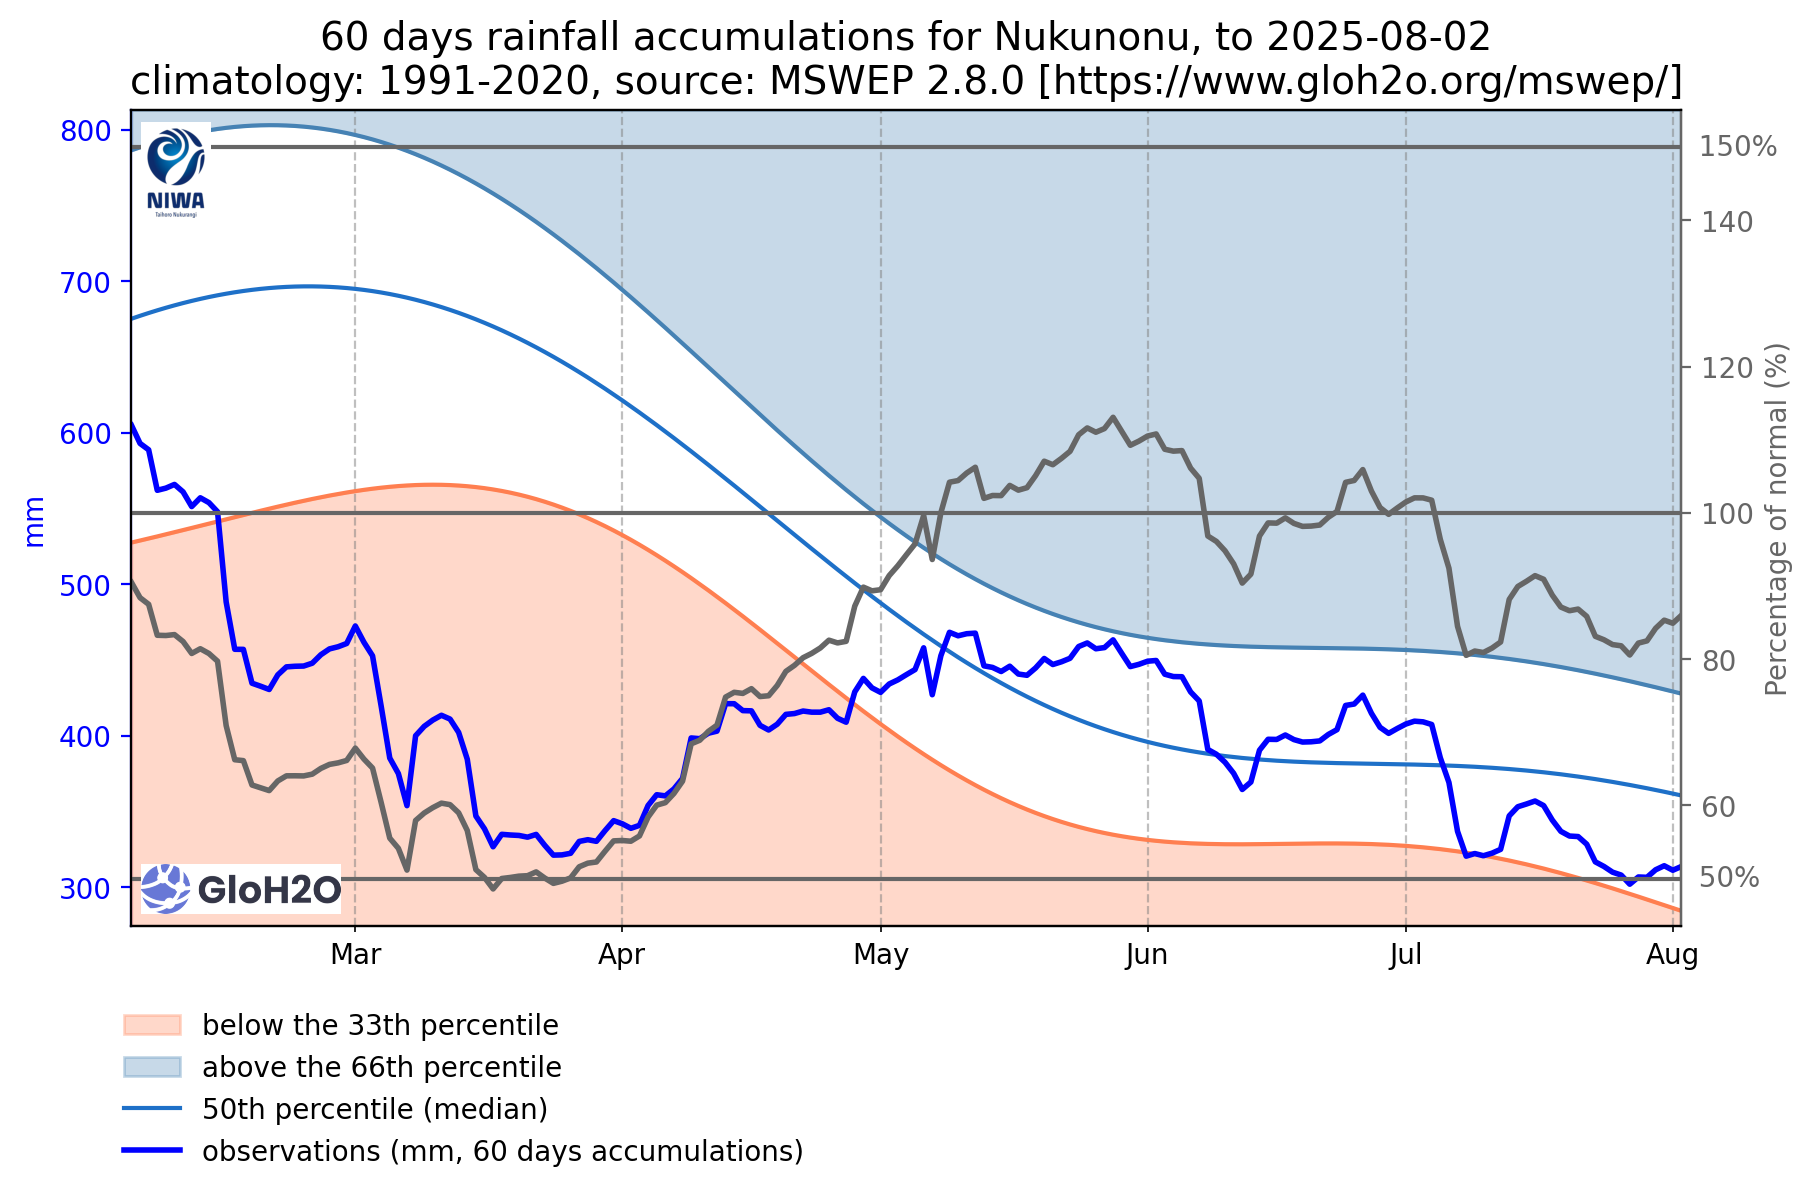 60 days rainfall accumulations for Nukunonu, to 2025-08-02
climatology: 1991-2020, source: MSWEP 2.8.0 [https://www.gloh2o.org/mswep/]
800
700
600
500
400
300
mm
NIWA
Taihoro Nukurangi
GloH2O
150%
140
120
100
80
60
50%
Percentage of normal (%)
Mar
Apr
May
Jun
Jul
Aug
below the 33th percentile
above the 66th percentile
50th percentile (median)
observations (mm, 60 days accumulations)